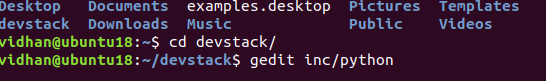 Desktop Documents examples.desktop Pictures Templates
devstack Downloads Music Public Videos
vidhan@ubuntu18:~$ cd devstack/
vidhan@ubuntu18:~/devstack$ gedit inc/python